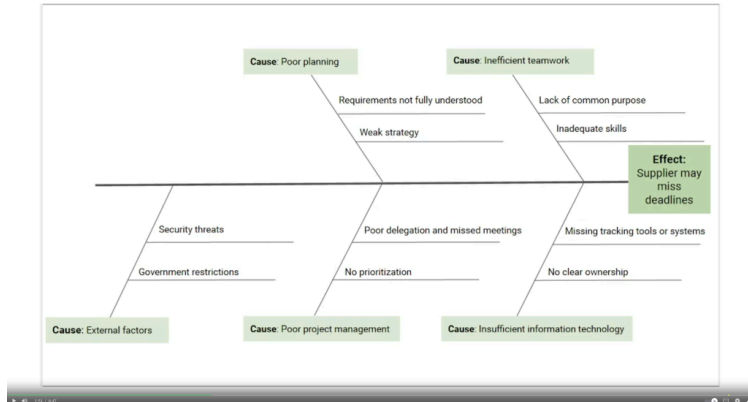 Cause: Poor planning
Cause: Inefficient teamwork
Requirements not fully understood
Lack of common purpose
Weak strategy
Inadequate skills
Effect:
Supplier may
miss
deadlines
Security threats
Poor delegation and missed meetings
Missing tracking tools or systems
Government restrictions
No prioritization
No clear ownership
Cause: External factors
Cause: Poor project management
Cause: Insufficient information technology